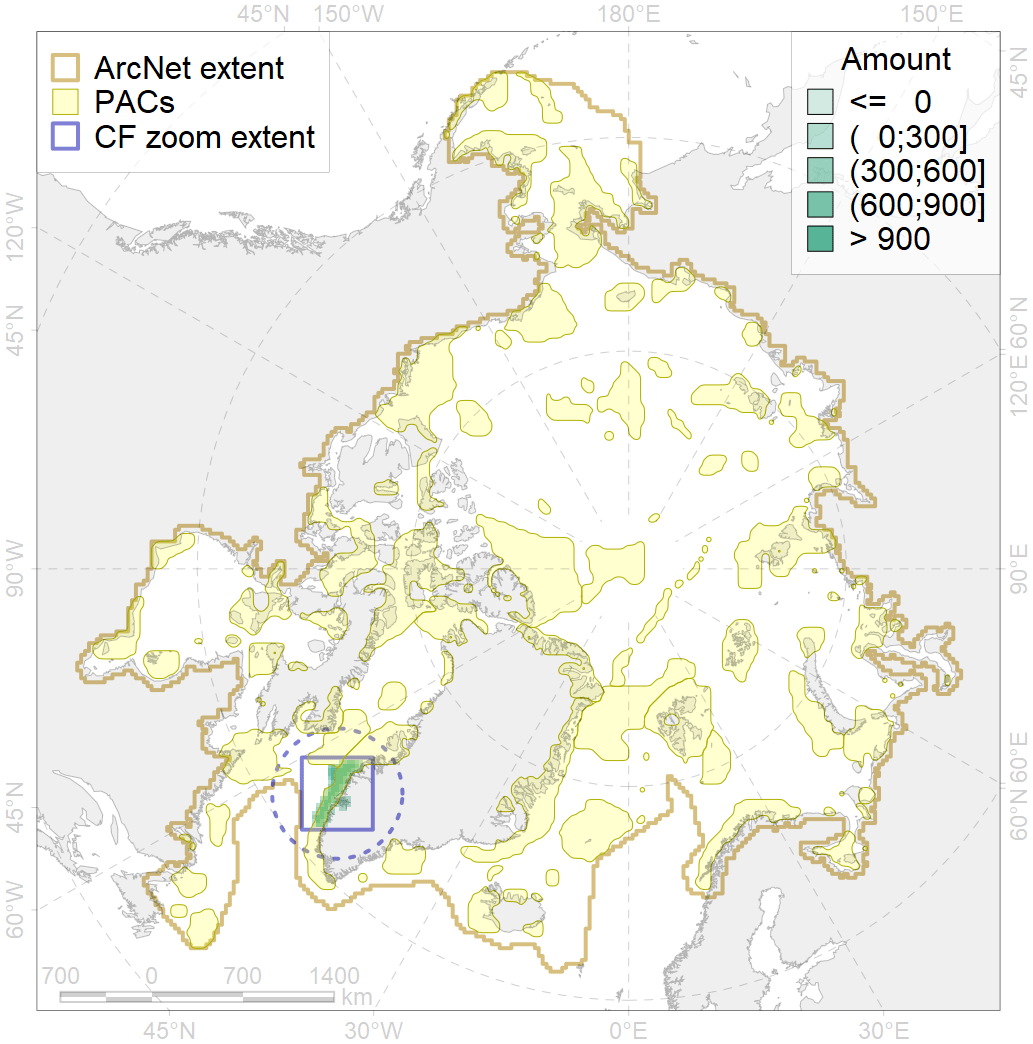 45°N 150°W 180°E 150°E
ArcNet extent
PACs
CF zoom extent
Amount
<= 0
( 0;300]
(300;600]
(600;900]
> 900
120°W
45°N
90°W
45°N
60°W
45°N
60°N
120°E
90°E
60°N
700 0 700 1400
km
45°N 30°W 0°E 30°E